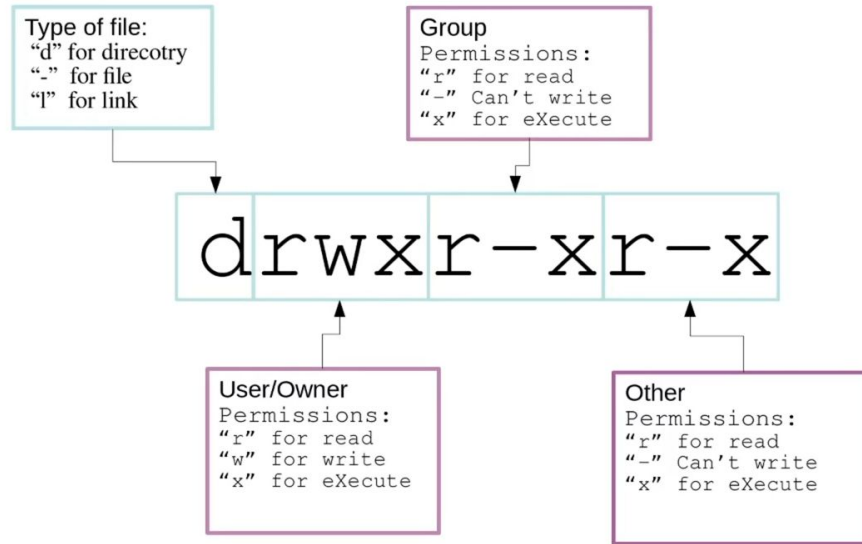 Type of file:
“d” for direcotry
“-” for file
“l” for link
Group
Permissions:
“r” for read
“-” Can’t write
“x” for eXecute
drwxr-xr-x
User/Owner
Permissions:
“r” for read
“w” for write
“x” for eXecute
Other
Permissions:
“r” for read
“-” Can’t write
“x” for eXecute